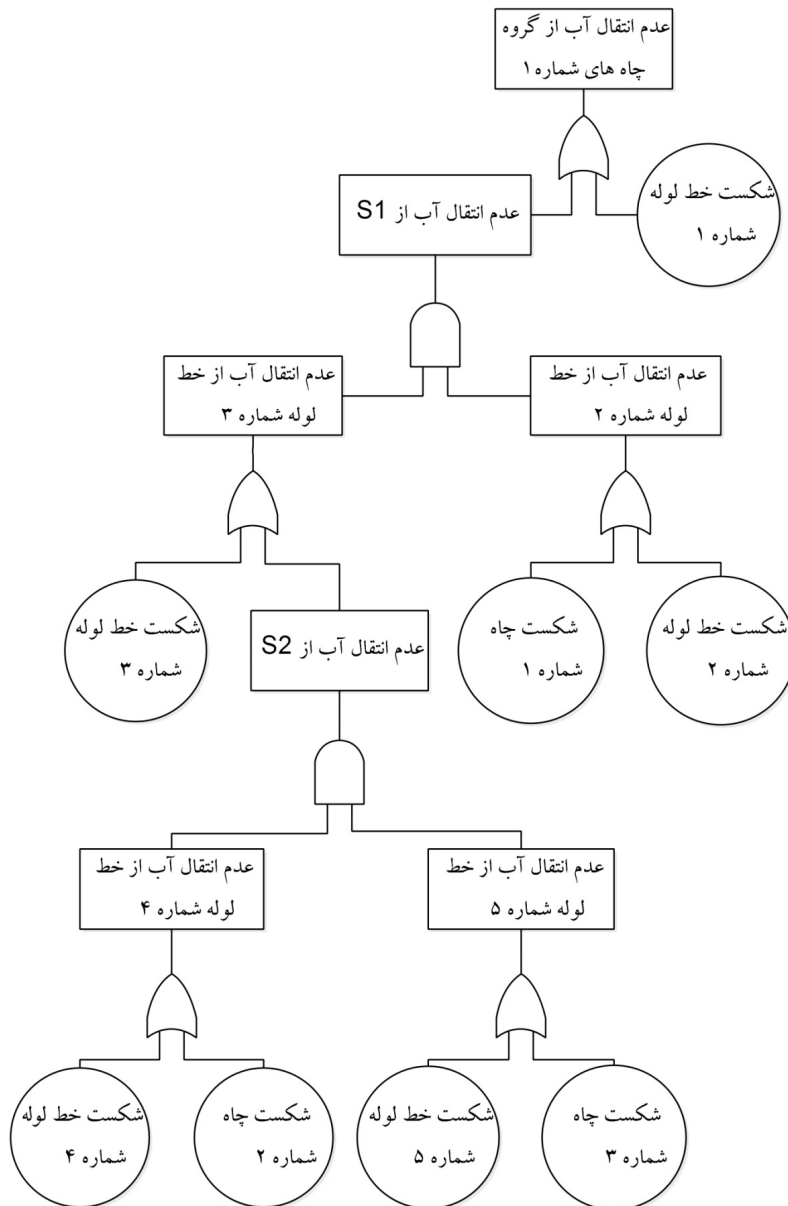 عدم انتقال آب از گروه
چاه های شماره ۱
شکست خط لوله
شماره ۱
عدم انتقال آب از S1
عدم انتقال آب از خط
لوله شماره ۲
عدم انتقال آب از خط
لوله شماره ۳
شکست خط لوله
شماره ۲
شکست چاه
شماره ۱
عدم انتقال آب از S2
شکست خط لوله
شماره ۳
عدم انتقال آب از خط
لوله شماره ۵
عدم انتقال آب از خط
لوله شماره ۴
شکست چاه
شماره ۳
شکست خط لوله
شماره ۵
شکست چاه
شماره ۲
شکست خط لوله
شماره ۴